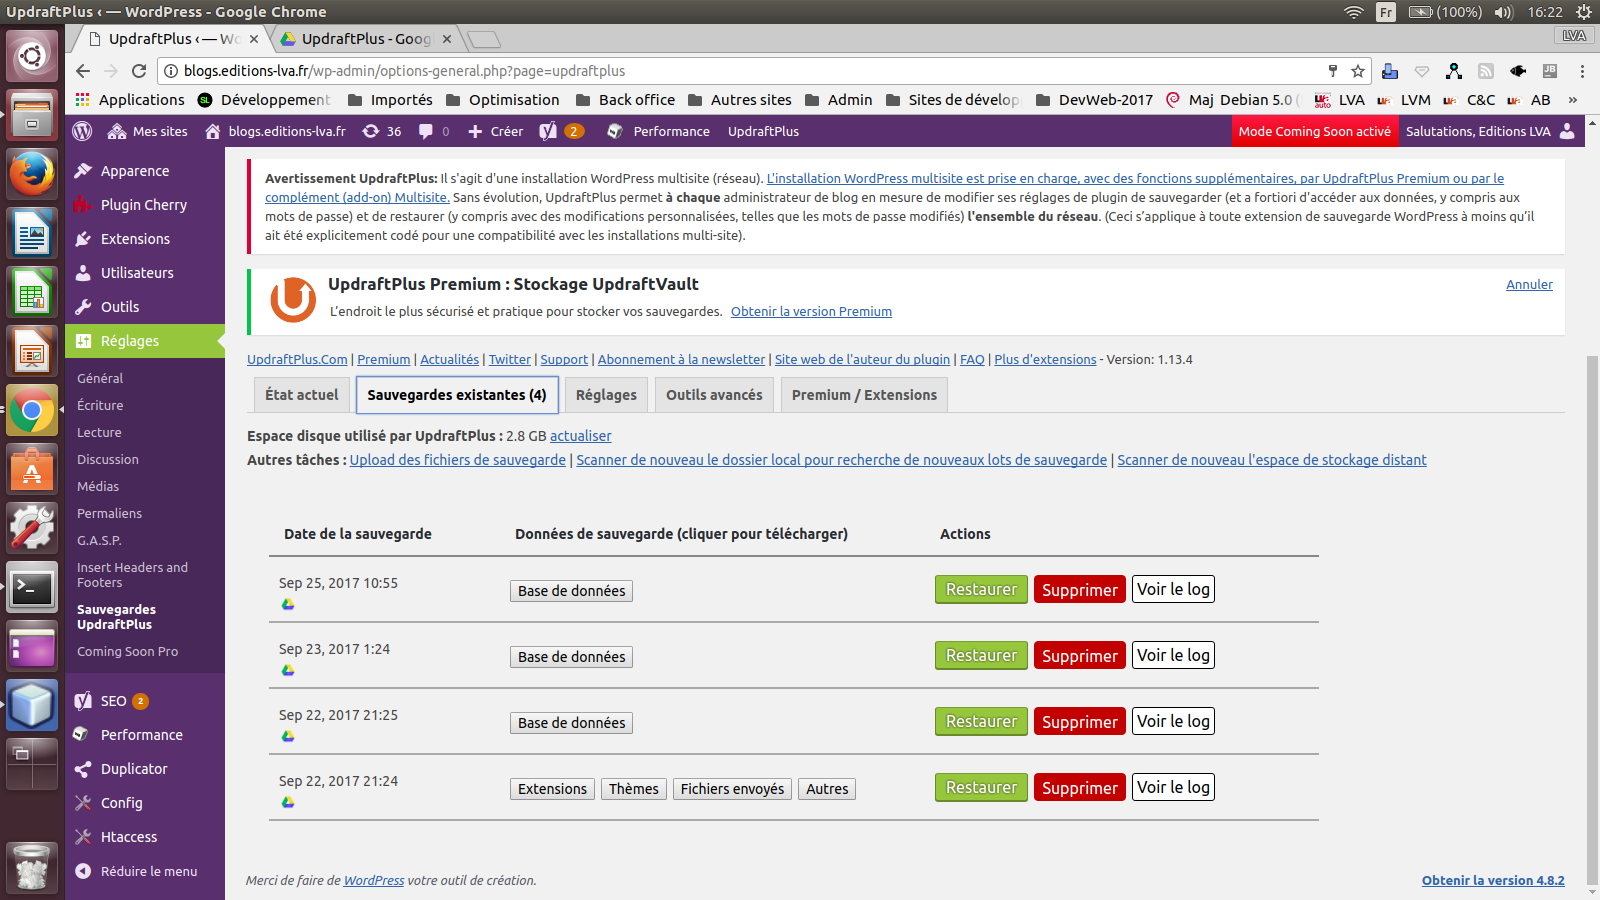 UpdraftPlus ‹ — WordPress - Google Chrome
Fr (100%) 16:22
UpdraftPlus ‹ — Wo
UpdraftPlus - Goog
LVA
blogs.editions-lva.fr/wp-admin/options-general.php?page=updraftplus
Applications Développement Importés Optimisation Back office Autres sites Admin Sites de dévelop DevWeb-2017 Maj Debian 5.0 ( LVA LVM C&C AB »
Mes sites blogs.editions-lva.fr 36 0 Créer 2 Performance UpdraftPlus Mode Coming Soon activé Salutations, Editions LVA
Apparence
Plugin Cherry
Extensions
Utilisateurs
Outils
Réglages
Général
Écriture
Lecture
Discussion
Médias
Permaliens
G.A.S.P.
Insert Headers and
Footers
Sauvegardes
UpdraftPlus
Coming Soon Pro
SEO 2
Performance
Duplicator
Config
Htaccess
Réduire le menu
Avertissement UpdraftPlus: Il s'agit d'une installation WordPress multisite (réseau). L'installation WordPress multisite est prise en charge, avec des fonctions supplémentaires, par UpdraftPlus Premium ou par le
complément (add-on) Multisite. Sans évolution, UpdraftPlus permet à chaque administrateur de blog en mesure de modifier ses réglages de plugin de sauvegarder (et a fortiori d'accéder aux données, y compris aux
mots de passe) et de restaurer (y compris avec des modifications personnalisées, telles que les mots de passe modifiés) l'ensemble du réseau. (Ceci s’applique à toute extension de sauvegarde WordPress à moins qu’il
ait été explicitement codé pour une compatibilité avec les installations multi-site).
UpdraftPlus Premium : Stockage UpdraftVault
Annuler
L’endroit le plus sécurisé et pratique pour stocker vos sauvegardes. Obtenir la version Premium
UpdraftPlus.Com | Premium | Actualités | Twitter | Support | Abonnement à la newsletter | Site web de l'auteur du plugin | FAQ | Plus d'extensions - Version: 1.13.4
État actuel
Sauvegardes existantes (4)
Réglages
Outils avancés
Premium / Extensions
Espace disque utilisé par UpdraftPlus : 2.8 GB actualiser
Autres tâches : Upload des fichiers de sauvegarde | Scanner de nouveau le dossier local pour recherche de nouveaux lots de sauvegarde | Scanner de nouveau l'espace de stockage distant
Date de la sauvegarde Données de sauvegarde (cliquer pour télécharger) Actions
Sep 25, 2017 10:55 Base de données Restaurer Supprimer Voir le log
Sep 23, 2017 1:24 Base de données Restaurer Supprimer Voir le log
Sep 22, 2017 21:25 Base de données Restaurer Supprimer Voir le log
Sep 22, 2017 21:24 Extensions Thèmes Fichiers envoyés Autres Restaurer Supprimer Voir le log
Merci de faire de WordPress votre outil de création.
Obtenir la version 4.8.2